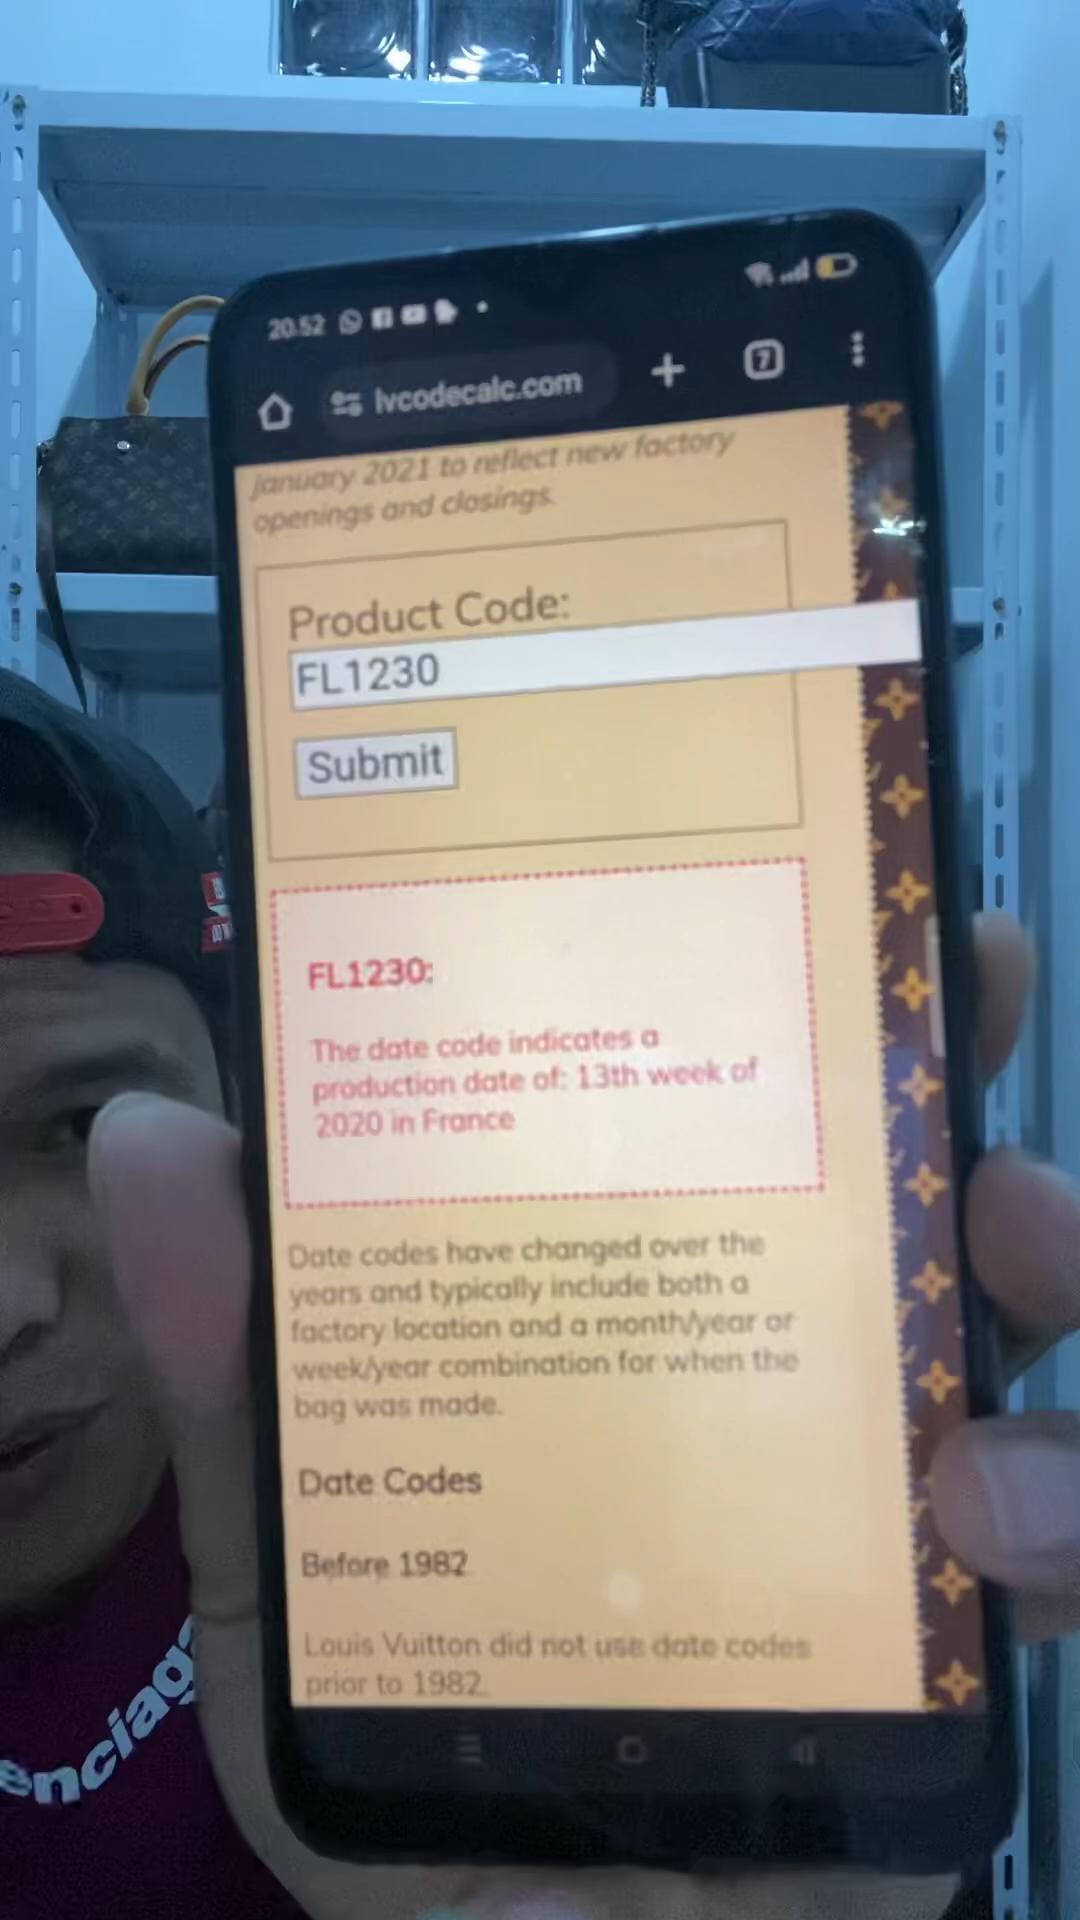 20.52
lvcodecalc.com
7
January 2021 to reflect new factory
openings and closings.
Product Code:
FL1230
Submit
FL1230:
The date code indicates a
production date of: 13th week of
2020 in France
Date codes have changed over the
years and typically include both a
factory location and a month/year or
week/year combination for when the
bag was made.
Date Codes
Before 1982
Louis Vuitton did not use date codes
prior to 1982.
enciaga